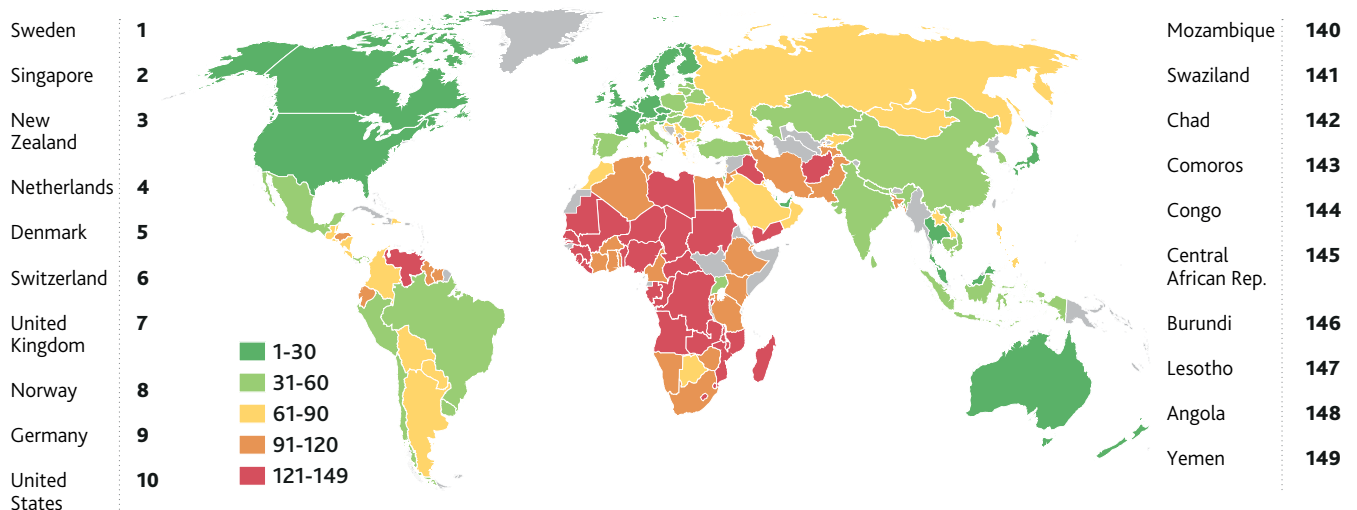 Sweden 1
Singapore 2
New 3
Zealand
Netherlands 4
Denmark 5
Switzerland 6
United 7
Kingdom
Norway 8
Germany 9
United 10
States
1-30
31-60
61-90
91-120
121-149
Mozambique 140
Swaziland 141
Chad 142
Comoros 143
Congo 144
Central 145
African Rep.
Burundi 146
Lesotho 147
Angola 148
Yemen 149